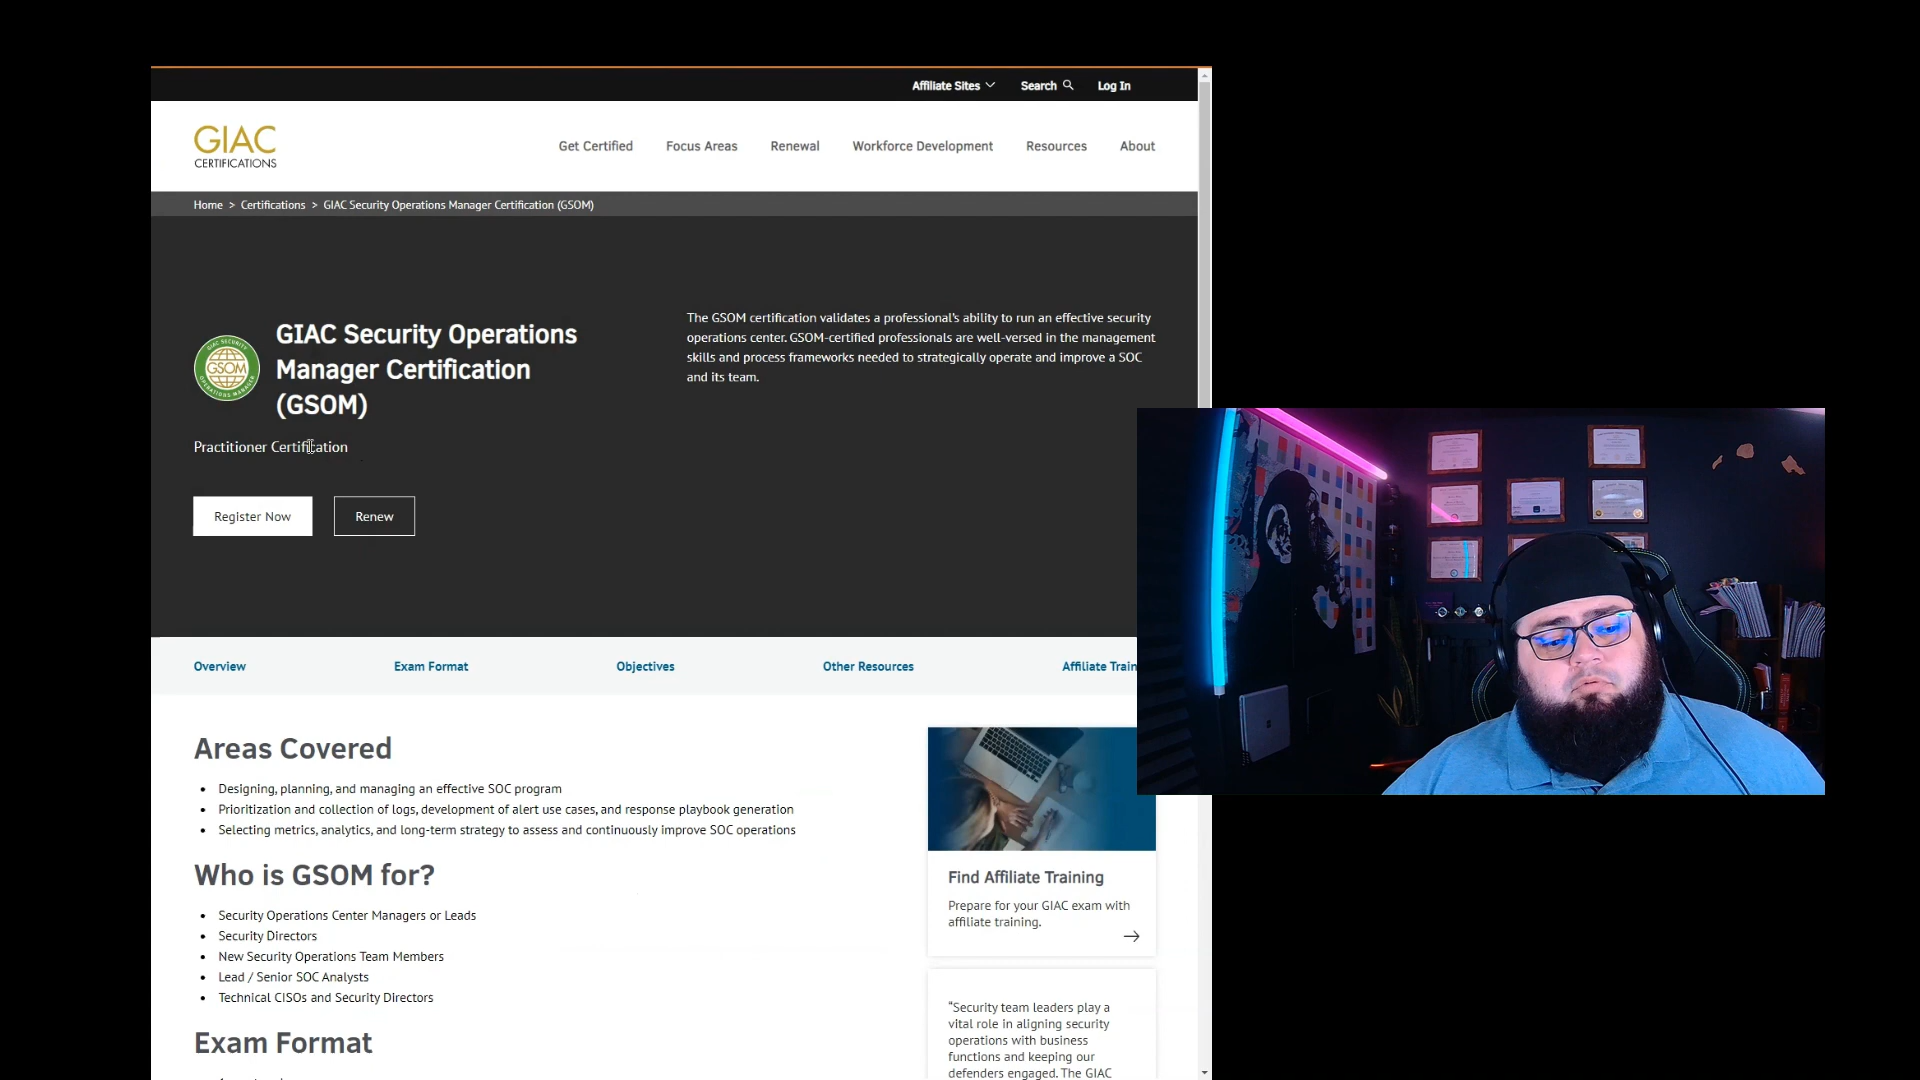 Affiliate Sites
Search
Log In
GIAC
CERTIFICATIONS
Get Certified
Focus Areas
Renewal
Workforce Development
Resources
About
Home > Certifications > GIAC Security Operations Manager Certification (GSOM)
GIAC SECURITY
GSOM
OPERATIONS MANAGER
GIAC Security Operations
Manager Certification
(GSOM)
Practitioner Certification
Register Now
Renew
The GSOM certification validates a professional's ability to run an effective security
operations center. GSOM-certified professionals are well-versed in the management
skills and process frameworks needed to strategically operate and improve a SOC
and its team.
Overview
Exam Format
Objectives
Other Resources
Affiliate Train
Areas Covered
• Designing, planning, and managing an effective SOC program
• Prioritization and collection of logs, development of alert use cases, and response playbook generation
• Selecting metrics, analytics, and long-term strategy to assess and continuously improve SOC operations
Who is GSOM for?
• Security Operations Center Managers or Leads
• Security Directors
• New Security Operations Team Members
• Lead / Senior SOC Analysts
• Technical CISOs and Security Directors
Exam Format
Find Affiliate Training
Prepare for your GIAC exam with
affiliate training.
“Security team leaders play a
vital role in aligning security
operations with business
functions and keeping our
defenders engaged. The GIAC